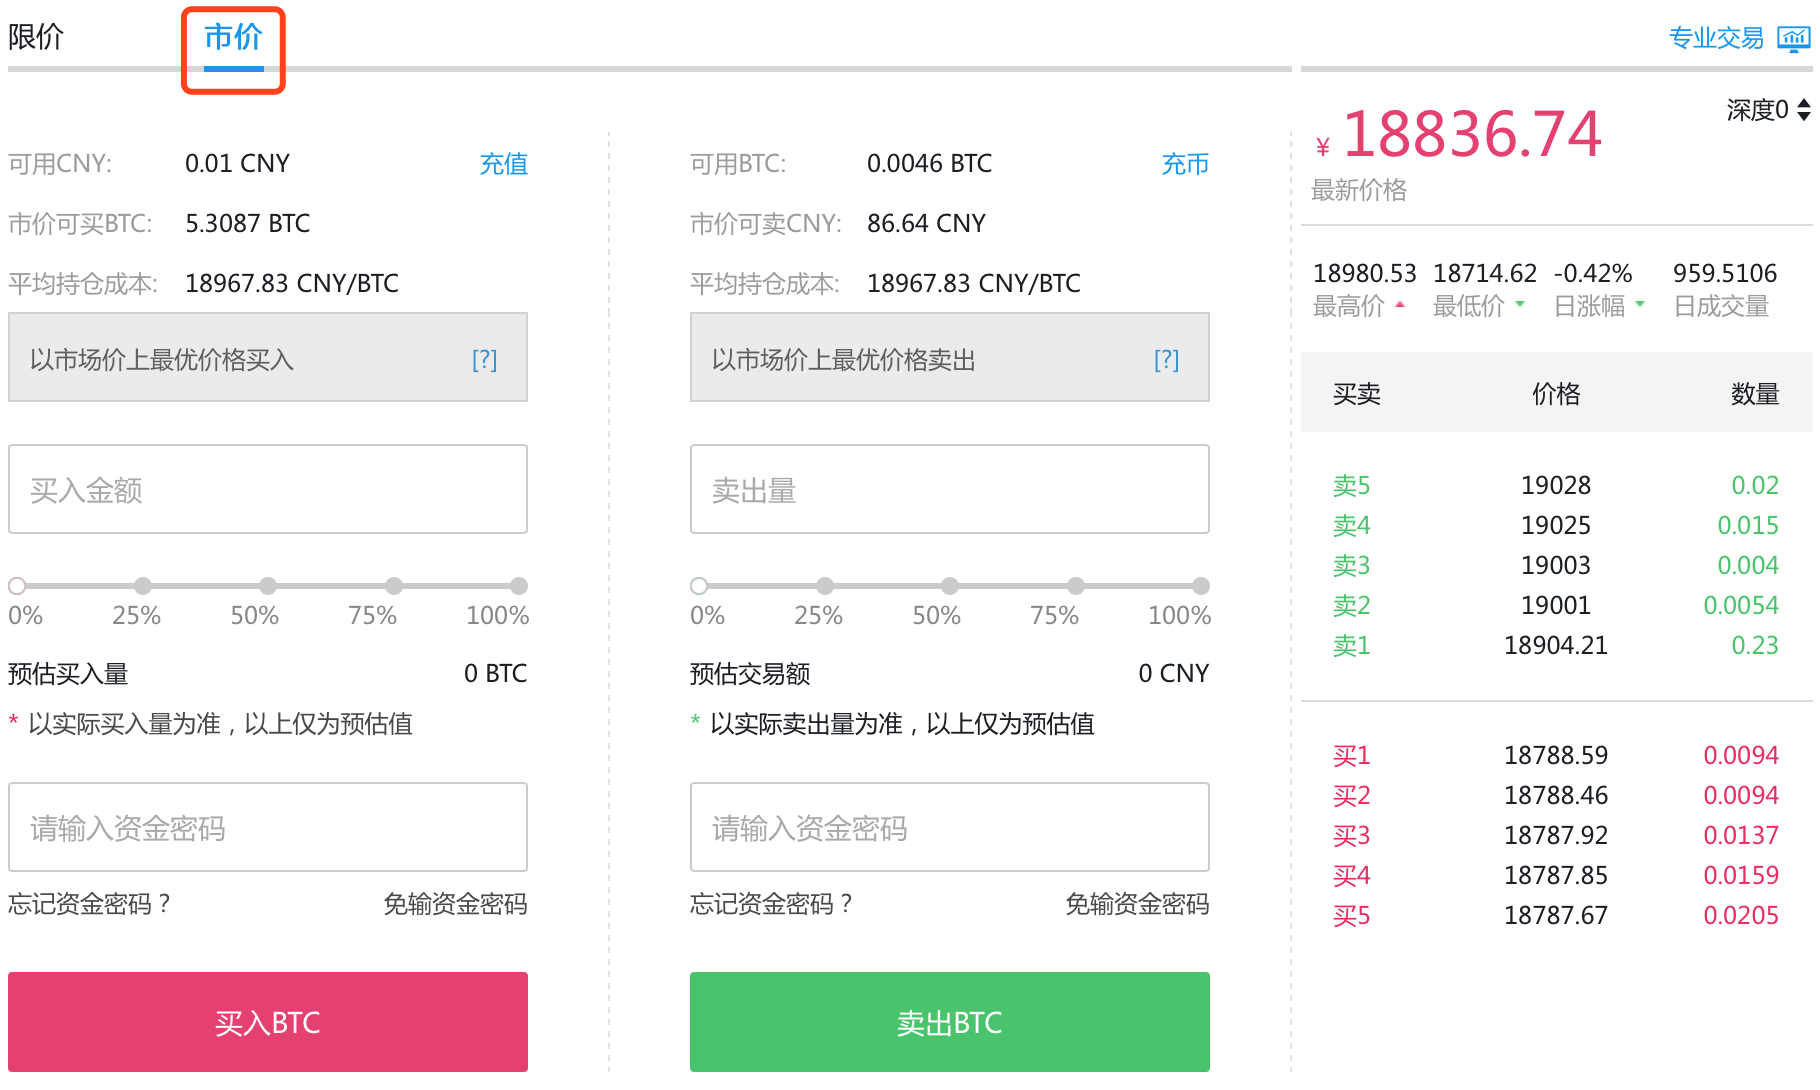 限价
市价
专业交易
可用CNY: 0.01 CNY 充值
市价可买BTC: 5.3087 BTC
平均持仓成本: 18967.83 CNY/BTC
以市场价上最优价格买入 [?]
买入金额
0% 25% 50% 75% 100%
预估买入量 0 BTC
* 以实际买入量为准，以上仅为预估值
请输入资金密码
忘记资金密码？ 免输资金密码
买入BTC
可用BTC: 0.0046 BTC 充币
市价可卖CNY: 86.64 CNY
平均持仓成本: 18967.83 CNY/BTC
以市场价上最优价格卖出 [?]
卖出量
0% 25% 50% 75% 100%
预估交易额 0 CNY
* 以实际卖出量为准，以上仅为预估值
请输入资金密码
忘记资金密码？ 免输资金密码
卖出BTC
深度0
¥ 18836.74
最新价格
18980.53 18714.62 -0.42% 959.5106
最高价 最低价 日涨幅 日成交量
买卖 价格 数量
卖5 19028 0.02
卖4 19025 0.015
卖3 19003 0.004
卖2 19001 0.0054
卖1 18904.21 0.23
买1 18788.59 0.0094
买2 18788.46 0.0094
买3 18787.92 0.0137
买4 18787.85 0.0159
买5 18787.67 0.0205